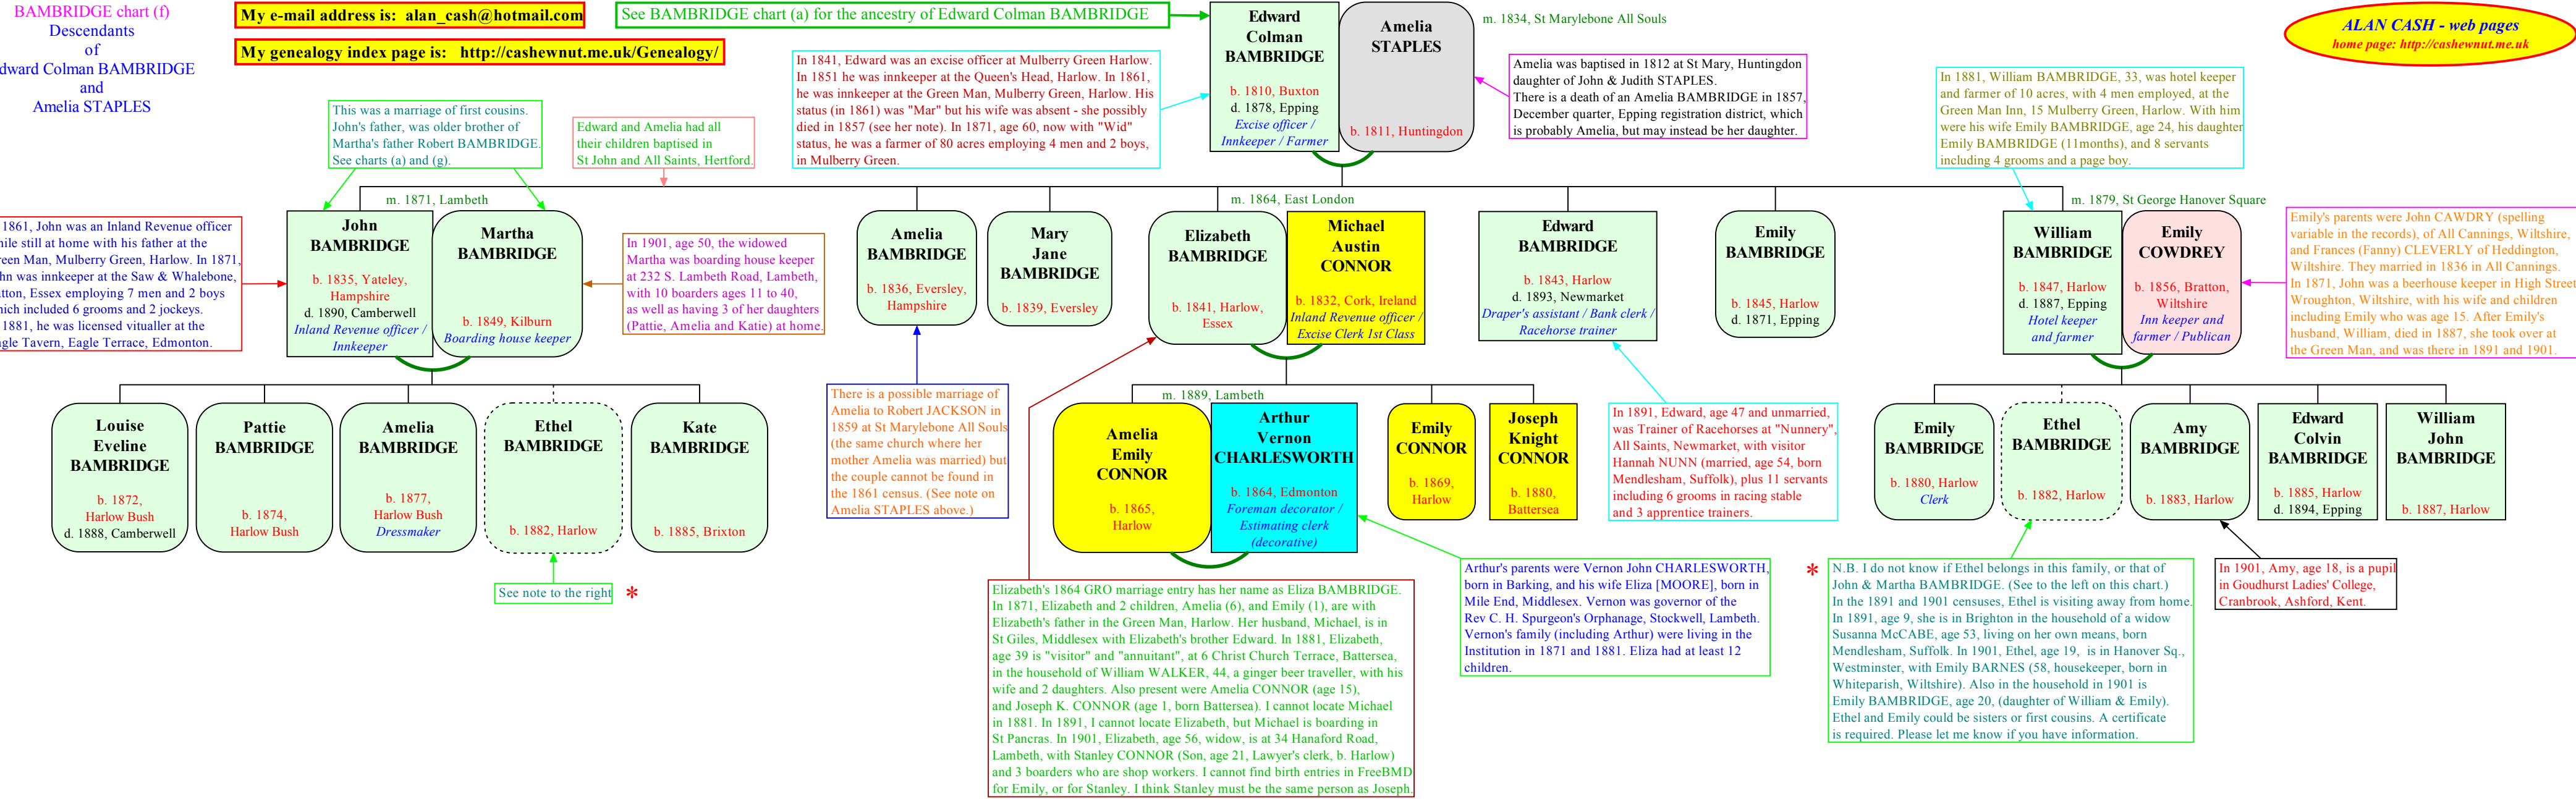 BAMBRIDGE chart (f)
Descendants
of
dward Colman BAMBRIDGE
and
Amelia STAPLES
My e-mail address is: alan_cash@hotmail.com
My genealogy index page is: http://cashewnut.me.uk/Genealogy/
See BAMBRIDGE chart (a) for the ancestry of Edward Colman BAMBRIDGE
Edward
Colman
BAMBRIDGE
b. 1810, Buxton
d. 1878, Epping
Excise officer /
Innkeeper / Farmer
Amelia
STAPLES
b. 1811, Huntingdon
m. 1834, St Marylebone All Souls
ALAN CASH - web pages
home page: http://cashewnut.me.uk
In 1841, Edward was an excise officer at Mulberry Green Harlow.
In 1851 he was innkeeper at the Queen's Head, Harlow. In 1861,
he was innkeeper at the Green Man, Mulberry Green, Harlow. His
status (in 1861) was "Mar" but his wife was absent - she possibly
died in 1857 (see her note). In 1871, age 60, now with "Wid"
status, he was a farmer of 80 acres employing 4 men and 2 boys,
in Mulberry Green.
Amelia was baptised in 1812 at St Mary, Huntingdon
daughter of John & Judith STAPLES.
There is a death of an Amelia BAMBRIDGE in 1857,
December quarter, Epping registration district, which
is probably Amelia, but may instead be her daughter.
In 1881, William BAMBRIDGE, 33, was hotel keeper
and farmer of 10 acres, with 4 men employed, at the
Green Man Inn, 15 Mulberry Green, Harlow. With him
were his wife Emily BAMBRIDGE, age 24, his daughter
Emily BAMBRIDGE (11months), and 8 servants
including 4 grooms and a page boy.
This was a marriage of first cousins.
John's father, was older brother of
Martha's father Robert BAMBRIDGE.
See charts (a) and (g).
Edward and Amelia had all
their children baptised in
St John and All Saints, Hertford.
m. 1871, Lambeth
m. 1864, East London
m. 1879, St George Hanover Square
1861, John was an Inland Revenue officer
ile still at home with his father at the
reen Man, Mulberry Green, Harlow. In 1871,
hn was innkeeper at the Saw & Whalebone,
tton, Essex employing 7 men and 2 boys
hich included 6 grooms and 2 jockeys.
1881, he was licensed vitualler at the
gle Tavern, Eagle Terrace, Edmonton.
John
BAMBRIDGE
b. 1835, Yateley,
Hampshire
d. 1890, Camberwell
Inland Revenue officer /
Innkeeper
Martha
BAMBRIDGE
b. 1849, Kilburn
Boarding house keeper
In 1901, age 50, the widowed
Martha was boarding house keeper
at 232 S. Lambeth Road, Lambeth,
with 10 boarders ages 11 to 40,
as well as having 3 of her daughters
(Pattie, Amelia and Katie) at home.
Amelia
BAMBRIDGE
b. 1836, Eversley,
Hampshire
Mary
Jane
BAMBRIDGE
b. 1839, Eversley
Elizabeth
BAMBRIDGE
b. 1841, Harlow,
Essex
Michael
Austin
CONNOR
b. 1832, Cork, Ireland
Inland Revenue officer /
Excise Clerk 1st Class
Edward
BAMBRIDGE
b. 1843, Harlow
d. 1893, Newmarket
Draper's assistant / Bank clerk /
Racehorse trainer
Emily
BAMBRIDGE
b. 1845, Harlow
d. 1871, Epping
William
BAMBRIDGE
b. 1847, Harlow
d. 1887, Epping
Hotel keeper
and farmer
Emily
COWDREY
b. 1856, Bratton,
Wiltshire
Inn keeper and
farmer / Publican
Emily's parents were John CAWDRY (spelling
variable in the records), of All Cannings, Wiltshire,
and Frances (Fanny) CLEVERLY of Heddington,
Wiltshire. They married in 1836 in All Cannings.
In 1871, John was a beerhouse keeper in High Street
Wroughton, Wiltshire, with his wife and children
including Emily who was age 15. After Emily's
husband, William, died in 1887, she took over at
the Green Man, and was there in 1891 and 1901.
Louise
Eveline
BAMBRIDGE
b. 1872,
Harlow Bush
d. 1888, Camberwell
Pattie
BAMBRIDGE
b. 1874,
Harlow Bush
Amelia
BAMBRIDGE
b. 1877,
Harlow Bush
Dressmaker
Ethel
BAMBRIDGE
b. 1882, Harlow
Kate
BAMBRIDGE
b. 1885, Brixton
There is a possible marriage of
Amelia to Robert JACKSON in
1859 at St Marylebone All Souls
(the same church where her
mother Amelia was married) but
the couple cannot be found in
the 1861 census. (See note on
Amelia STAPLES above.)
m. 1889, Lambeth
Amelia
Emily
CONNOR
b. 1865,
Harlow
Arthur
Vernon
CHARLESWORTH
b. 1864, Edmonton
Foreman decorator /
Estimating clerk
(decorative)
Emily
CONNOR
b. 1869,
Harlow
Joseph
Knight
CONNOR
b. 1880,
Battersea
In 1891, Edward, age 47 and unmarried,
was Trainer of Racehorses at "Nunnery",
All Saints, Newmarket, with visitor
Hannah NUNN (married, age 54, born
Mendlesham, Suffolk), plus 11 servants
including 6 grooms in racing stable
and 3 apprentice trainers.
Emily
BAMBRIDGE
b. 1880, Harlow
Clerk
Ethel
BAMBRIDGE
b. 1882, Harlow
Amy
BAMBRIDGE
b. 1883, Harlow
Edward
Colvin
BAMBRIDGE
b. 1885, Harlow
d. 1894, Epping
William
John
BAMBRIDGE
b. 1887, Harlow
See note to the right *
Elizabeth's 1864 GRO marriage entry has her name as Eliza BAMBRIDGE.
In 1871, Elizabeth and 2 children, Amelia (6), and Emily (1), are with
Elizabeth's father in the Green Man, Harlow. Her husband, Michael, is in
St Giles, Middlesex with Elizabeth's brother Edward. In 1881, Elizabeth,
age 39 is "visitor" and "annuitant", at 6 Christ Church Terrace, Battersea,
in the household of William WALKER, 44, a ginger beer traveller, with his
wife and 2 daughters. Also present were Amelia CONNOR (age 15),
and Joseph K. CONNOR (age 1, born Battersea). I cannot locate Michael
in 1881. In 1891, I cannot locate Elizabeth, but Michael is boarding in
St Pancras. In 1901, Elizabeth, age 56, widow, is at 34 Hanaford Road,
Lambeth, with Stanley CONNOR (Son, age 21, Lawyer's clerk, b. Harlow)
and 3 boarders who are shop workers. I cannot find birth entries in FreeBMD
for Emily, or for Stanley. I think Stanley must be the same person as Joseph.
Arthur's parents were Vernon John CHARLESWORTH,
born in Barking, and his wife Eliza [MOORE], born in
Mile End, Middlesex. Vernon was governor of the
Rev C. H. Spurgeon's Orphanage, Stockwell, Lambeth.
Vernon's family (including Arthur) were living in the
Institution in 1871 and 1881. Eliza had at least 12
children.
* N.B. I do not know if Ethel belongs in this family, or that of
John & Martha BAMBRIDGE. (See to the left on this chart.)
In the 1891 and 1901 censuses, Ethel is visiting away from home.
In 1891, age 9, she is in Brighton in the household of a widow
Susanna McCABE, age 53, living on her own means, born
Mendlesham, Suffolk. In 1901, Ethel, age 19, is in Hanover Sq.,
Westminster, with Emily BARNES (58, housekeeper, born in
Whiteparish, Wiltshire). Also in the household in 1901 is
Emily BAMBRIDGE, age 20, (daughter of William & Emily).
Ethel and Emily could be sisters or first cousins. A certificate
is required. Please let me know if you have information.
In 1901, Amy, age 18, is a pupil
in Goudhurst Ladies' College,
Cranbrook, Ashford, Kent.